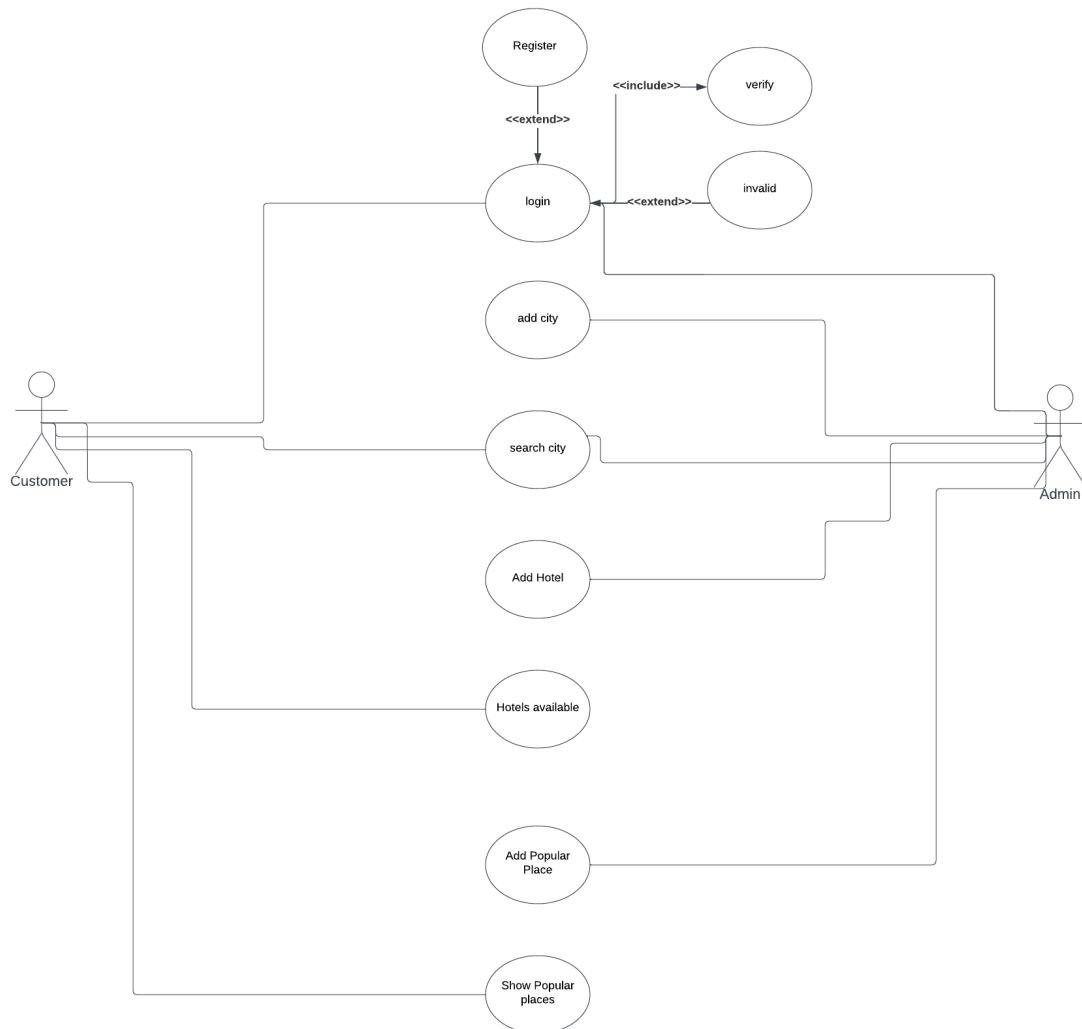 Register
<<include>>
verify
<<extend>>
invalid
login
<<extend>>
add city
search city
Customer
Admin
Add Hotel
Hotels available
Add Popular
Place
Show Popular
places